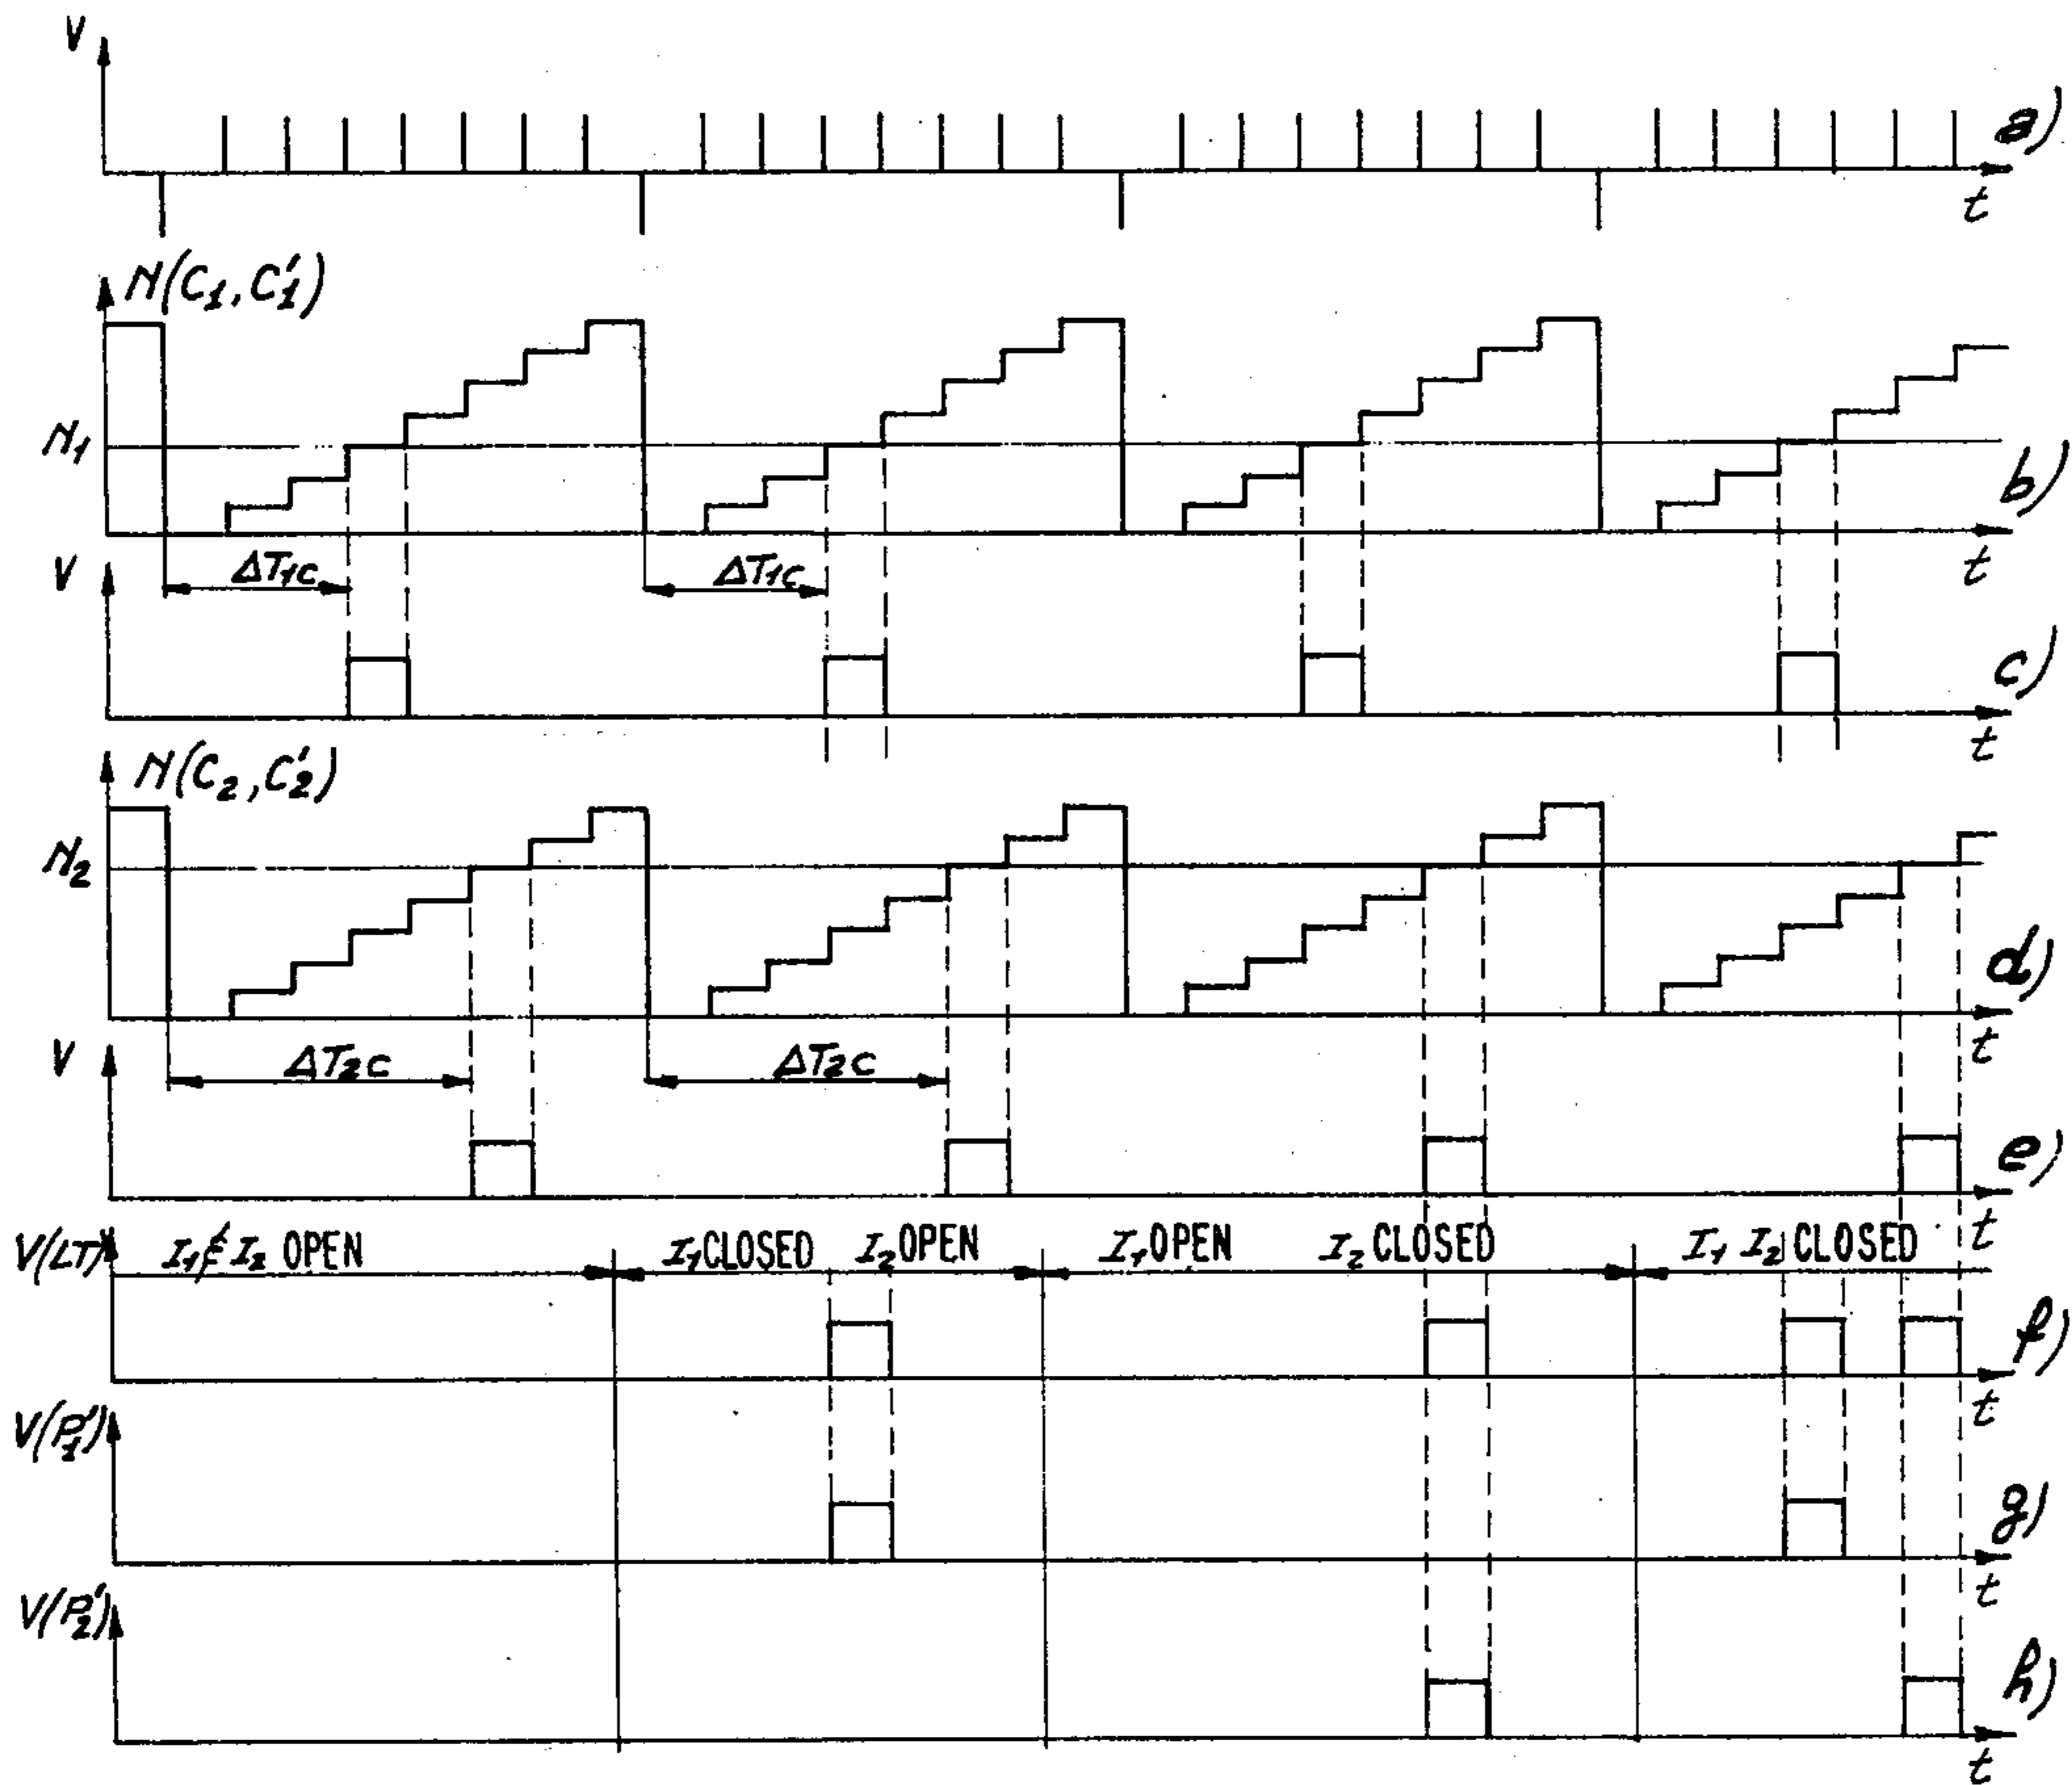 V
a)
t
N(C₁, C'₁)
N₁
b)
t
ΔT₁c ΔT₁c
V
c)
t
N(C₂, C'₂)
N₂
d)
t
ΔT₂c ΔT₂c
V
e)
t
V(LT) I₁ & I₂ OPEN I₁ CLOSED I₂ OPEN I₁ OPEN I₂ CLOSED I₁ I₂ CLOSED
f)
t
V(P'₁)
g)
t
V(P'₂)
h)
t